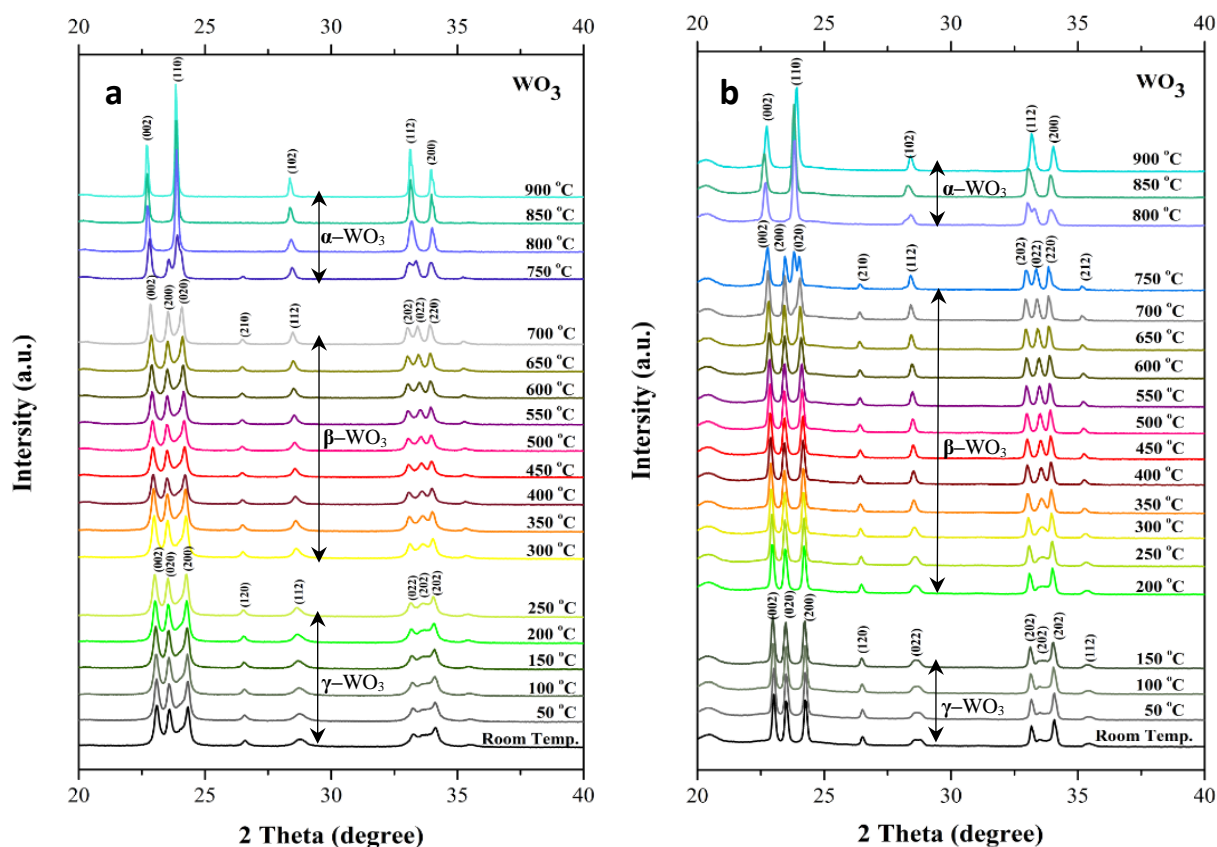 20 25 30 35 40
a
WO3
(002)
(110)
(102)
(112)
(200)
900 °C
850 °C
800 °C
750 °C
α–WO3
(002)
(200)
(020)
(210)
(112)
(202)
(022)
(220)
700 °C
650 °C
600 °C
550 °C
500 °C
450 °C
400 °C
350 °C
300 °C
β–WO3
(002)
(020)
(200)
(120)
(112)
(022)
(202)
(202)
250 °C
200 °C
150 °C
100 °C
50 °C
Room Temp.
γ–WO3
Intersity (a.u.)
20 25 30 35 40
2 Theta (degree)
20 25 30 35 40
b
WO3
(002)
(110)
(102)
(112)
(200)
900 °C
850 °C
800 °C
α–WO3
(002)
(200)
(020)
(210)
(112)
(202)
(022)
(220)
(212)
750 °C
700 °C
650 °C
600 °C
550 °C
500 °C
450 °C
400 °C
350 °C
300 °C
250 °C
200 °C
β–WO3
(002)
(020)
(200)
(120)
(022)
(202)
(202)
(202)
(112)
150 °C
100 °C
50 °C
Room Temp.
γ–WO3
Intersity (a.u.)
20 25 30 35 40
2 Theta (degree)